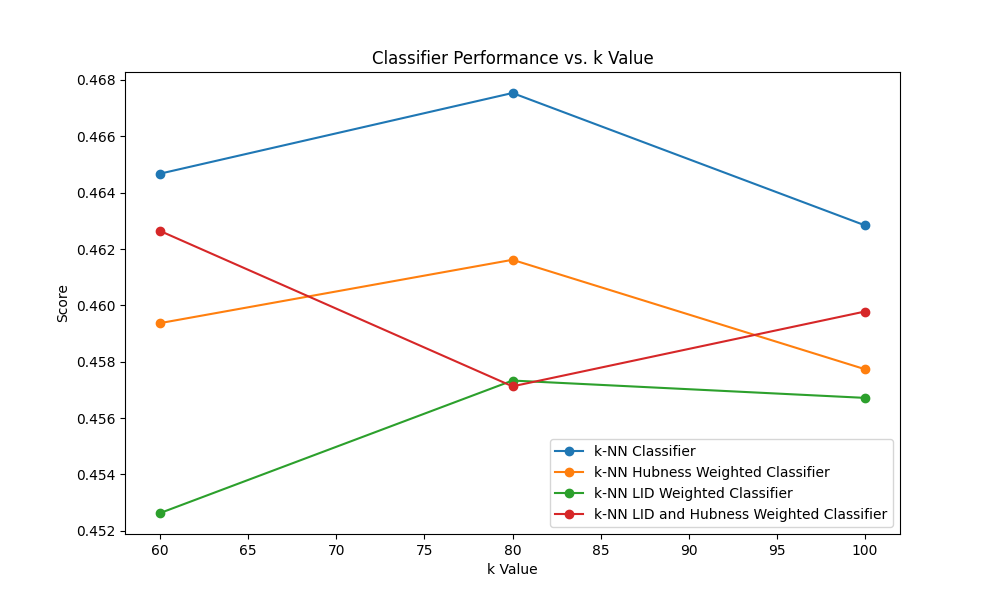 Classifier Performance vs. k Value
0.468
0.466
0.464
0.462
0.460
0.458
0.456
0.454
0.452
Score
k-NN Classifier
k-NN Hubness Weighted Classifier
k-NN LID Weighted Classifier
k-NN LID and Hubness Weighted Classifier
60 65 70 75 80 85 90 95 100
k Value